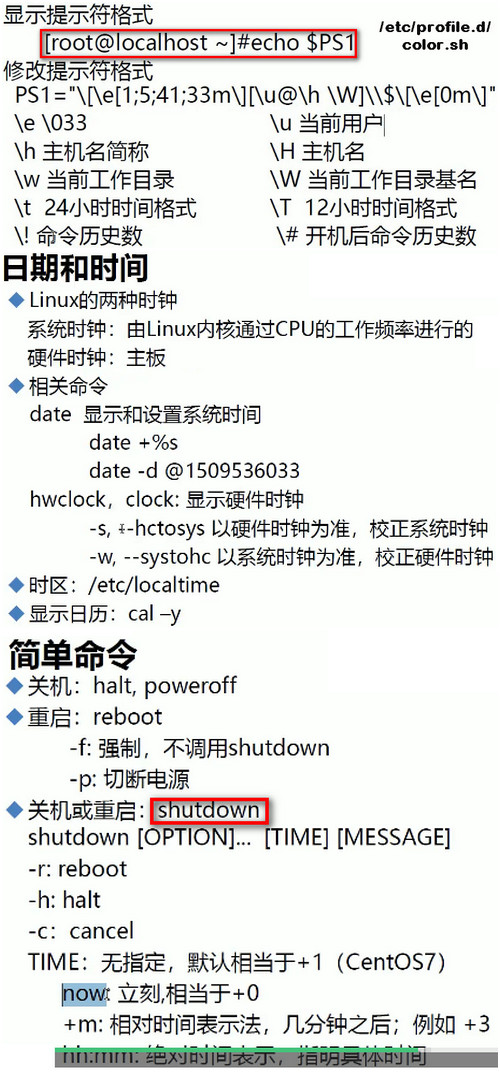 显示提示符格式
[root@localhost ~]#echo $PS1
/etc/profile.d/
color.sh
修改提示符格式
PS1="\[\e[1;5;41;33m\][\u@\h \W]\\$\[\e[0m\]"
\e \033 \u 当前用户
\h 主机名简称 \H 主机名
\w 当前工作目录 \W 当前工作目录基名
\t 24小时时间格式 \T 12小时时间格式
\! 命令历史数 \# 开机后命令历史数
日期和时间
◆ Linux的两种时钟
系统时钟：由Linux内核通过CPU的工作频率进行的
硬件时钟：主板
◆ 相关命令
date 显示和设置系统时间
date +%s
date -d @1509536033
hwclock，clock: 显示硬件时钟
-s, --hctosys 以硬件时钟为准，校正系统时钟
-w, --systohc 以系统时钟为准，校正硬件时钟
◆ 时区：/etc/localtime
◆ 显示日历：cal –y
简单命令
◆ 关机：halt, poweroff
◆ 重启：reboot
-f: 强制，不调用shutdown
-p: 切断电源
◆ 关机或重启: shutdown
shutdown [OPTION]... [TIME] [MESSAGE]
-r: reboot
-h: halt
-c：cancel
TIME：无指定，默认相当于+1（CentOS7）
now: 立刻,相当于+0
+m: 相对时间表示法，几分钟之后；例如 +3
hh:mm: 绝对时间表示，指明具体时间